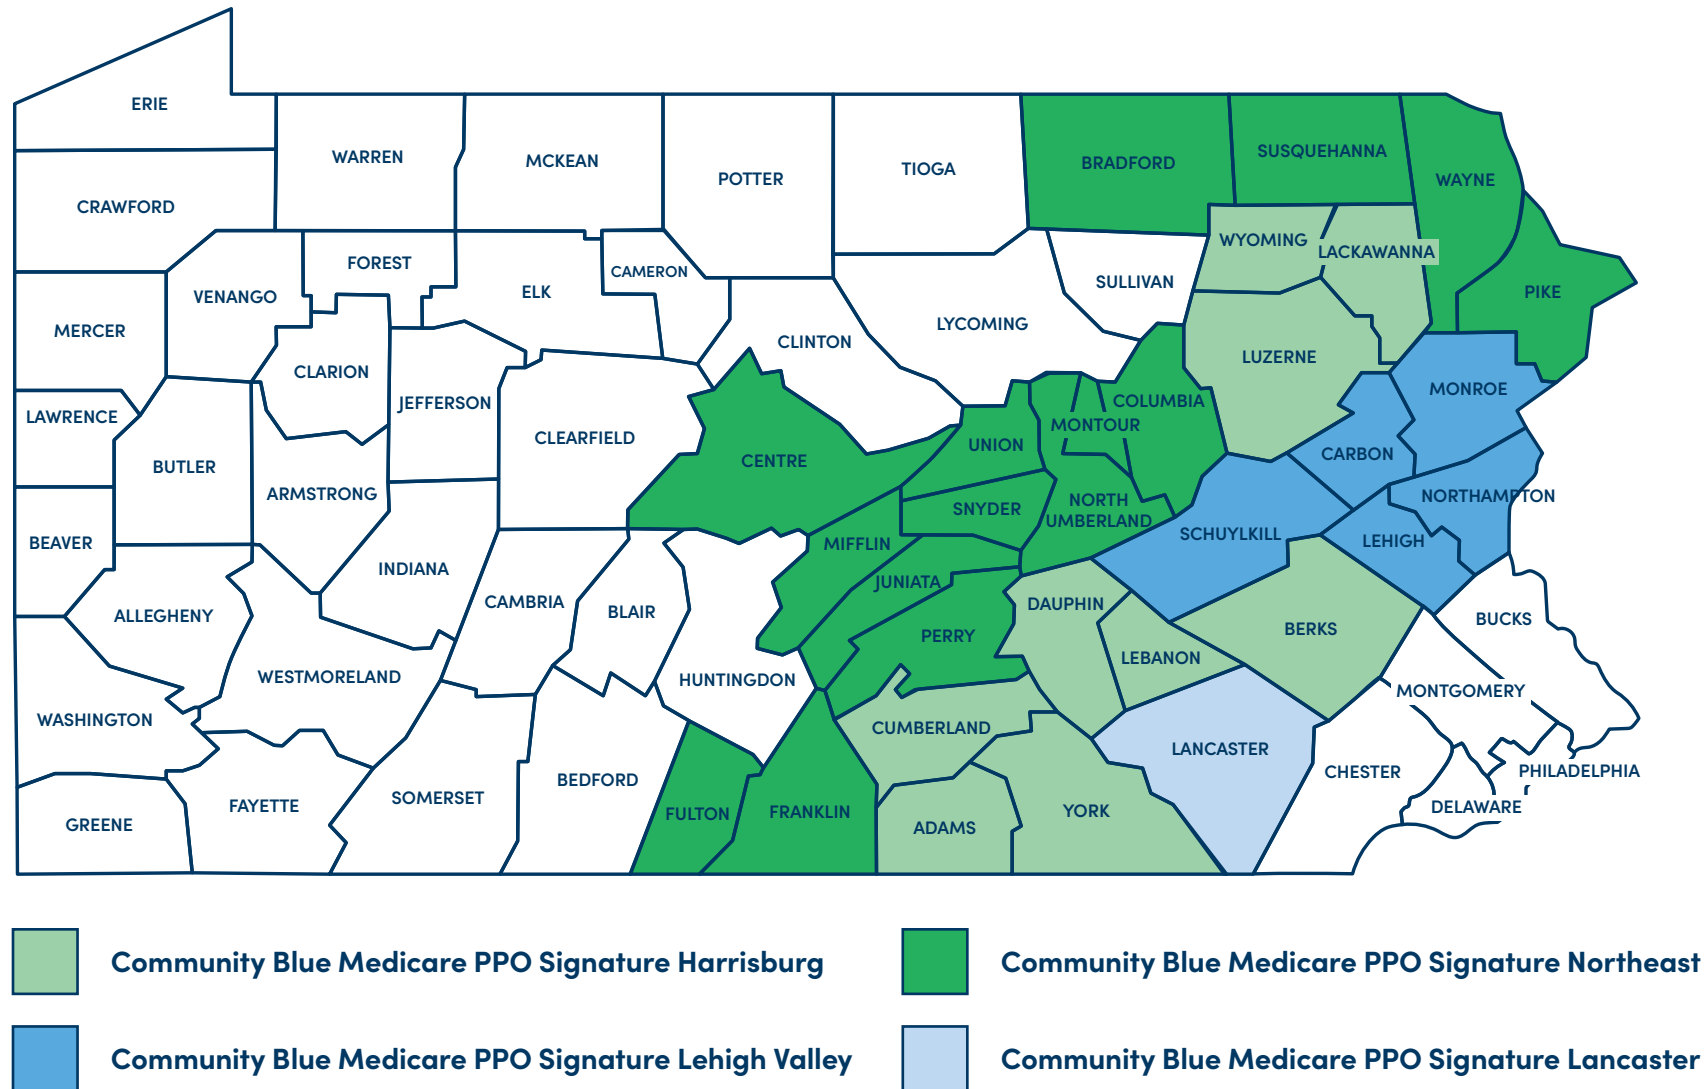 ERIE
WARREN
MCKEAN
POTTER
TIOGA
BRADFORD
SUSQUEHANNA
WAYNE
CRAWFORD
WYOMING
LACKAWANNA
FOREST
CAMERON
SULLIVAN
PIKE
VENANGO
ELK
MERCER
LYCOMING
CLINTON
LUZERNE
CLARION
MONROE
LAWRENCE
JEFFERSON
COLUMBIA
MONTOUR
CLEARFIELD
UNION
CENTRE
CARBON
BUTLER
ARMSTRONG
NORTHAMPTON
SNYDER
NORTH
UMBERLAND
BEAVER
MIFFLIN
SCHUYLKILL
LEHIGH
INDIANA
JUNIATA
CAMBRIA
BLAIR
DAUPHIN
ALLEGHENY
PERRY
BERKS
BUCKS
WESTMORELAND
HUNTINGDON
LEBANON
MONTGOMERY
WASHINGTON
CUMBERLAND
LANCASTER
BEDFORD
CHESTER
PHILADELPHIA
GREENE
FAYETTE
SOMERSET
FULTON
FRANKLIN
ADAMS
YORK
DELAWARE
Community Blue Medicare PPO Signature Harrisburg
Community Blue Medicare PPO Signature Northeast
Community Blue Medicare PPO Signature Lehigh Valley
Community Blue Medicare PPO Signature Lancaster